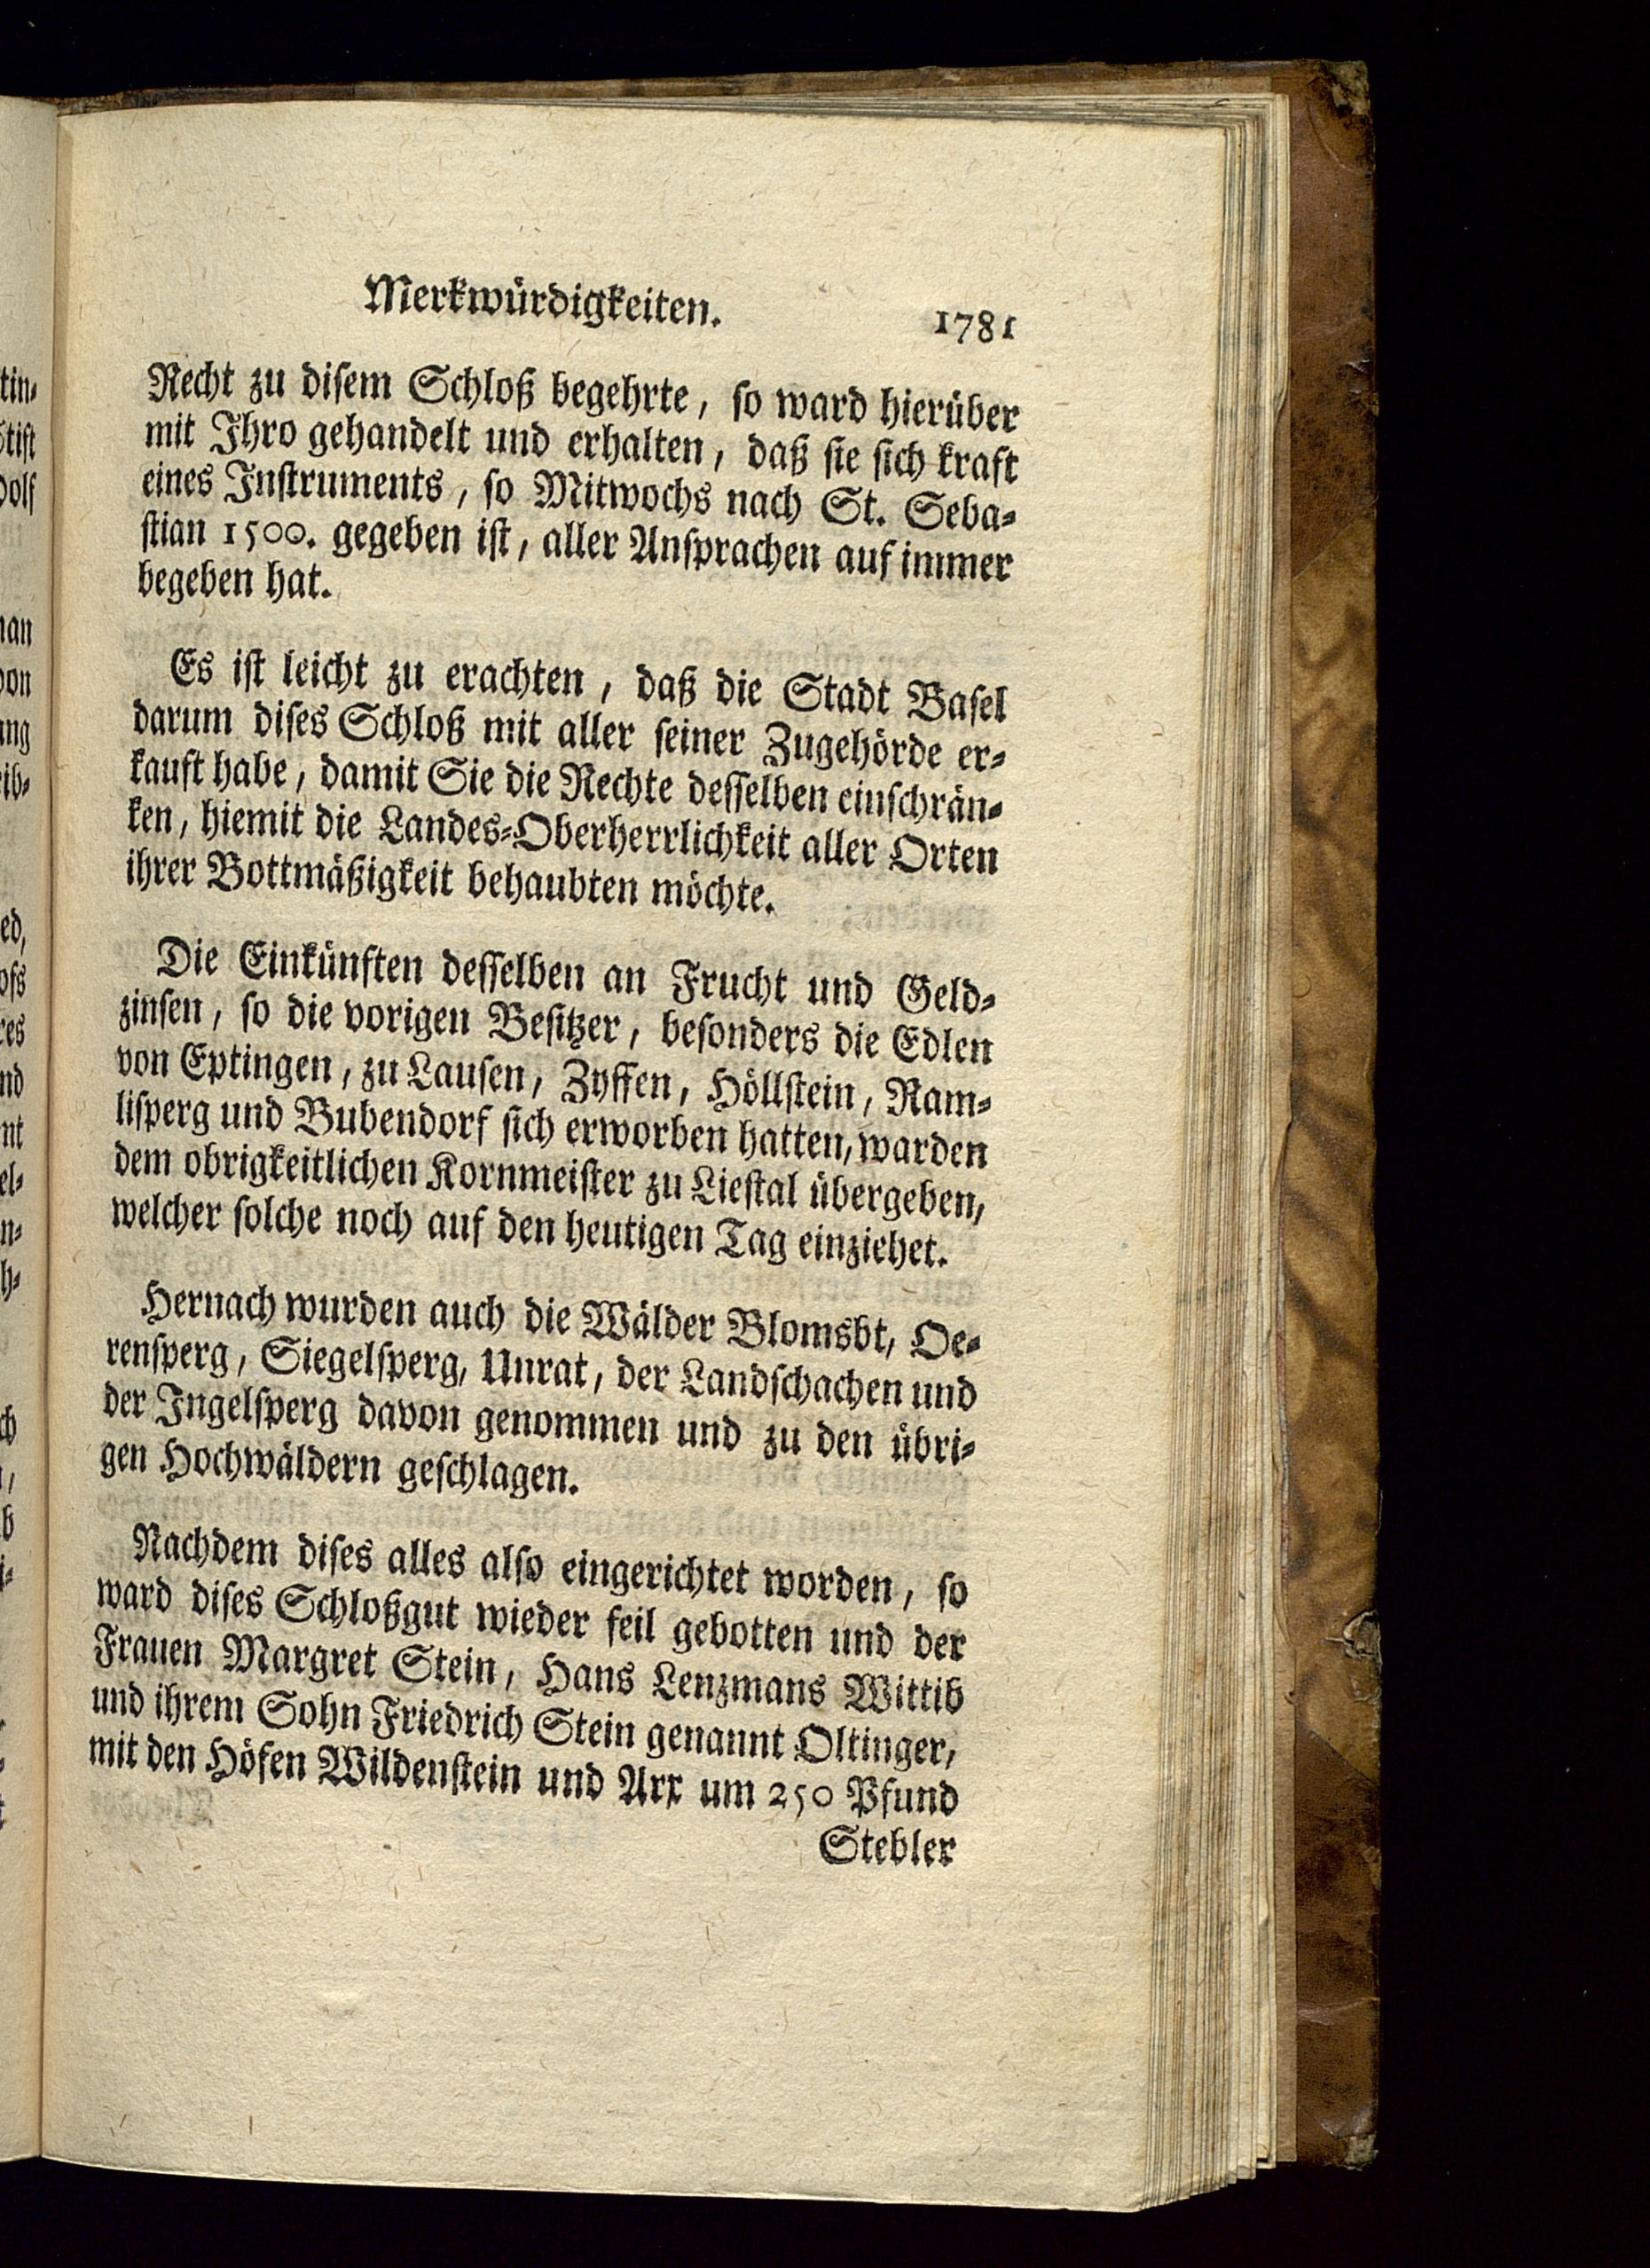 Merkwürdigkeiten. 1781
Recht zu disem Schloß begehrte, so ward hierüber
mit Ihro gehandelt und erhalten, daß sie sich kraft
eines Instruments, so Mitwochs nach St. Seba-
stian 1500. gegeben ist, aller Ansprachen auf immer
begeben hat.
Es ist leicht zu erachten, daß die Stadt Basel
darum dises Schloß mit aller seiner Zugehörde er-
kauft habe, damit Sie die Rechte desselben einschrän-
ken, hiemit die Landes-Oberherrlichkeit aller Orten
ihrer Bottmäßigkeit behaubten möchte.
Die Einkünften desselben an Frucht und Geld-
zinsen, so die vorigen Besitzer, besonders die Edlen
von Eptingen, zu Lausen, Zyffen, Höllstein, Ram-
lisperg und Bubendorf sich erworben hatten, warden
dem obrigkeitlichen Kornmeister zu Liestal übergeben,
welcher solche noch auf den heutigen Tag einziehet.
Hernach wurden auch die Wälder Blomsbt, Oe-
rensperg, Siegelsperg, Unrat, der Landschachen und
der Ingelsperg davon genommen und zu den übri-
gen Hochwäldern geschlagen.
Nachdem dises alles also eingerichtet worden, so
ward dises Schloßgut wieder feil gebotten und der
Frauen Margret Stein, Hans Lenzmans Wittib
und ihrem Sohn Friedrich Stein genannt Oltinger,
mit den Höfen Wildenstein und Arx um 250 Pfund
Stebler